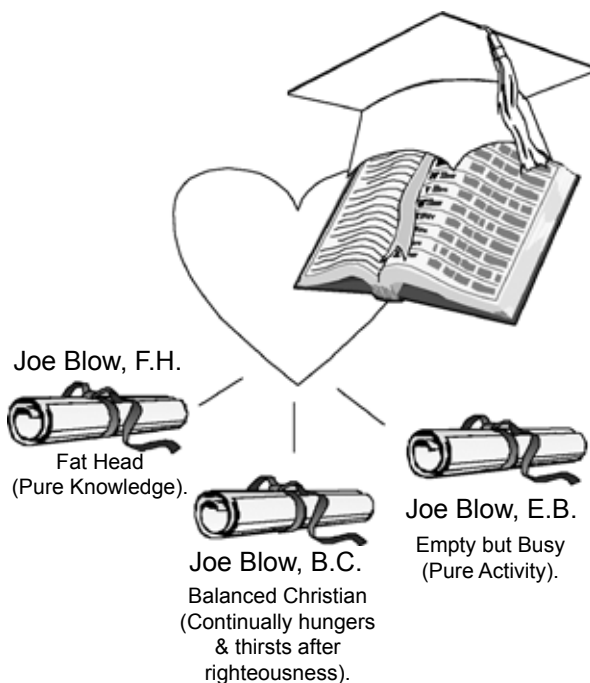 Joe Blow, F.H.
Fat Head
(Pure Knowledge).
Joe Blow, B.C.
Balanced Christian
(Continually hungers
& thirsts after
righteousness).
Joe Blow, E.B.
Empty but Busy
(Pure Activity).